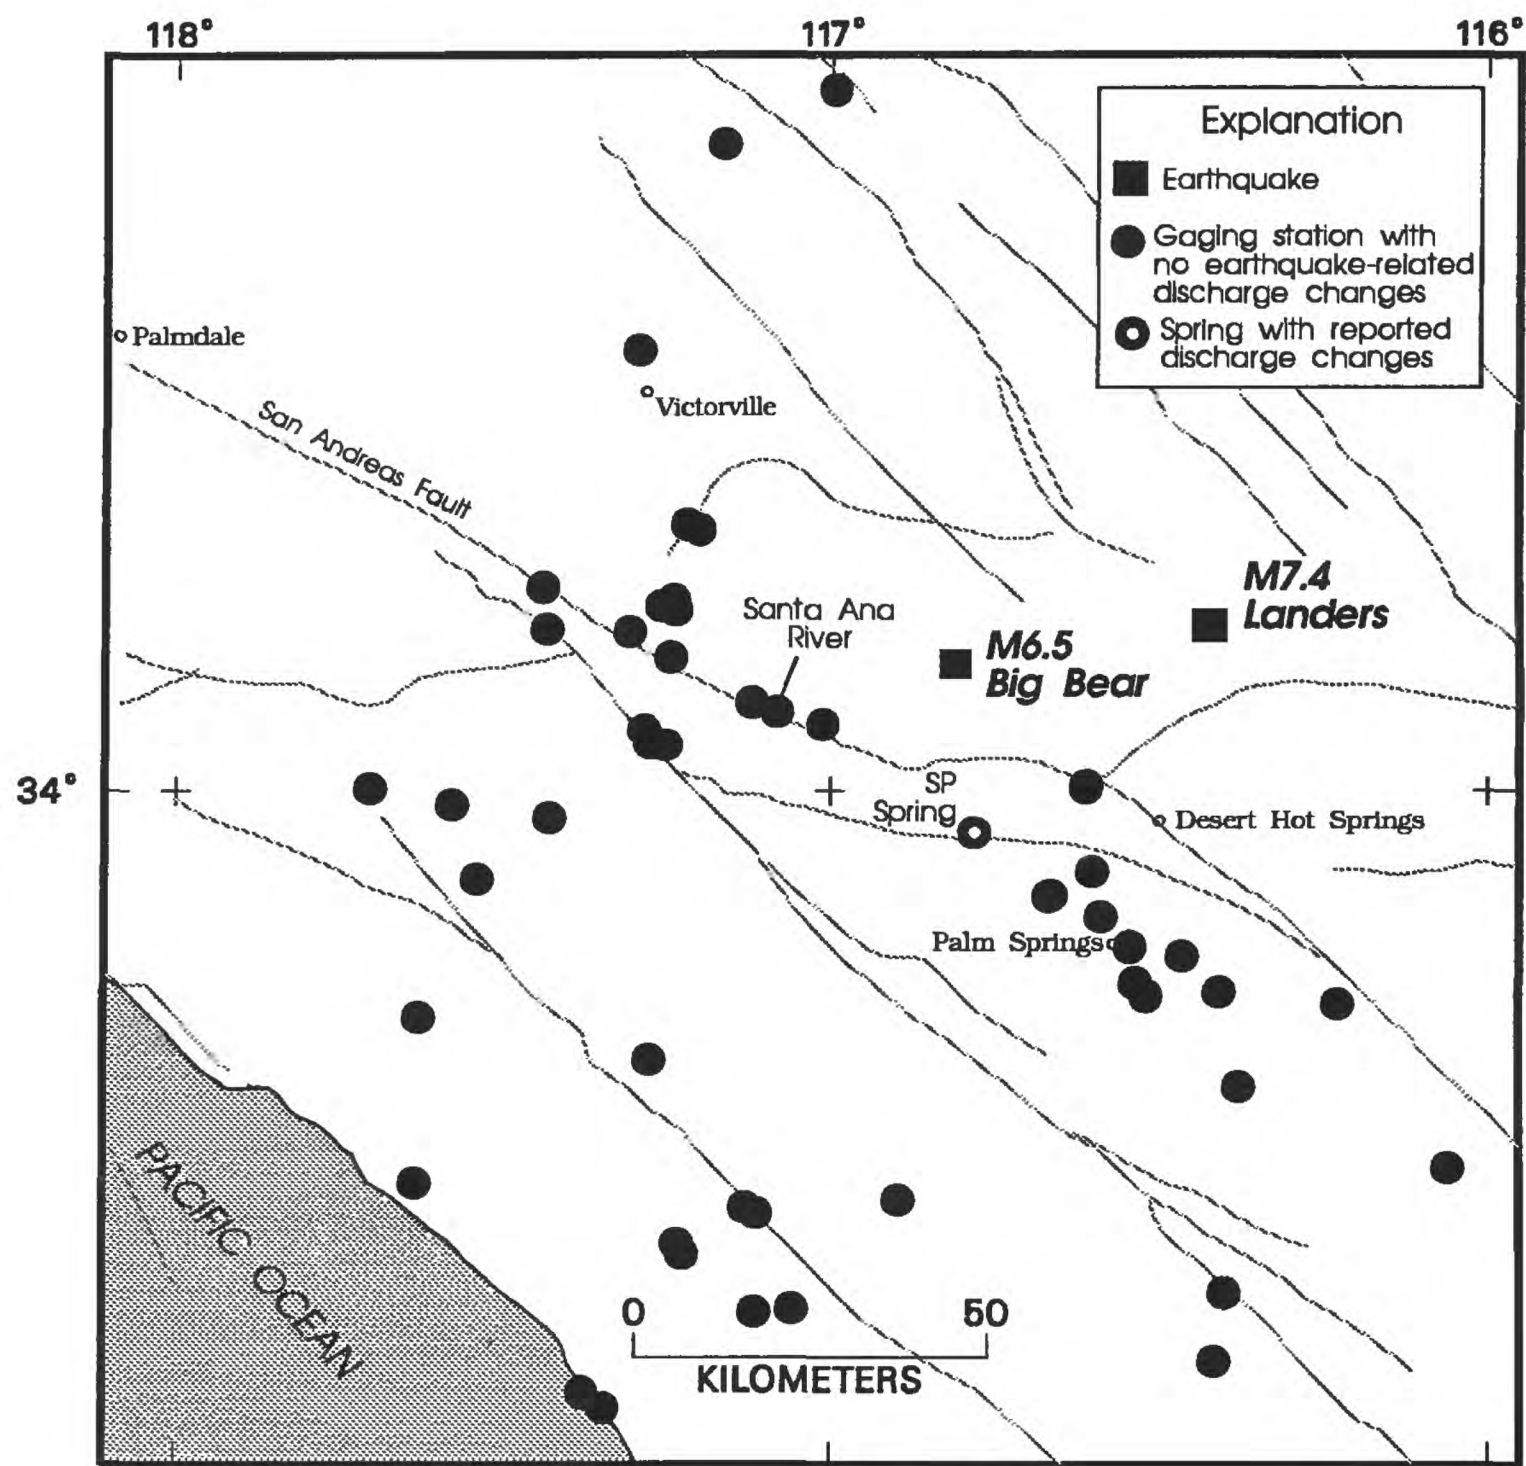 118°
117°
116°
Explanation
Earthquake
Gaging station with
no earthquake-related
discharge changes
Spring with reported
discharge changes
Palmdale
Victorville
San Andreas Fault
M7.4
Landers
Santa Ana
River
M6.5
Big Bear
34°
SP
Spring
Desert Hot Springs
Palm Springs
PACIFIC OCEAN
0
50
KILOMETERS